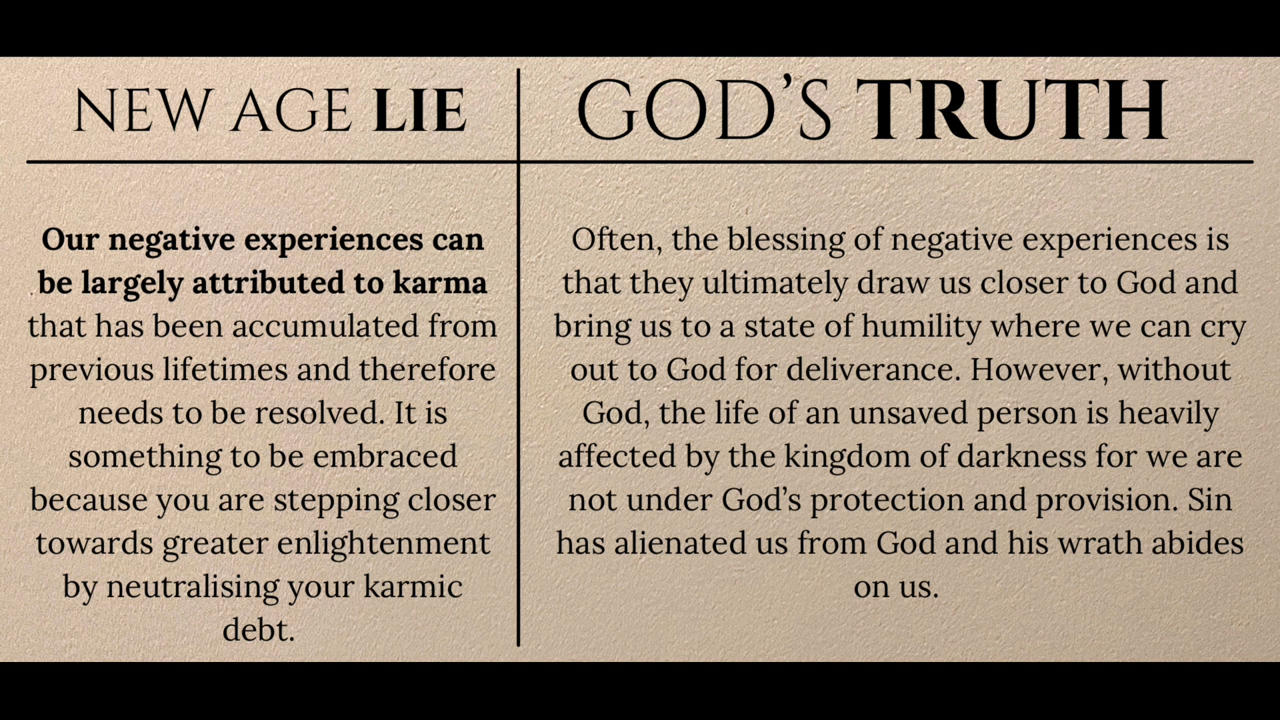 NEW AGE LIE
Our negative experiences can
be largely attributed to karma
that has been accumulated from
previous lifetimes and therefore
needs to be resolved. It is
something to be embraced
because you are stepping closer
towards greater enlightenment
by neutralising your karmic
debt.
GOD’S TRUTH
Often, the blessing of negative experiences is
that they ultimately draw us closer to God and
bring us to a state of humility where we can cry
out to God for deliverance. However, without
God, the life of an unsaved person is heavily
affected by the kingdom of darkness for we are
not under God’s protection and provision. Sin
has alienated us from God and his wrath abides
on us.